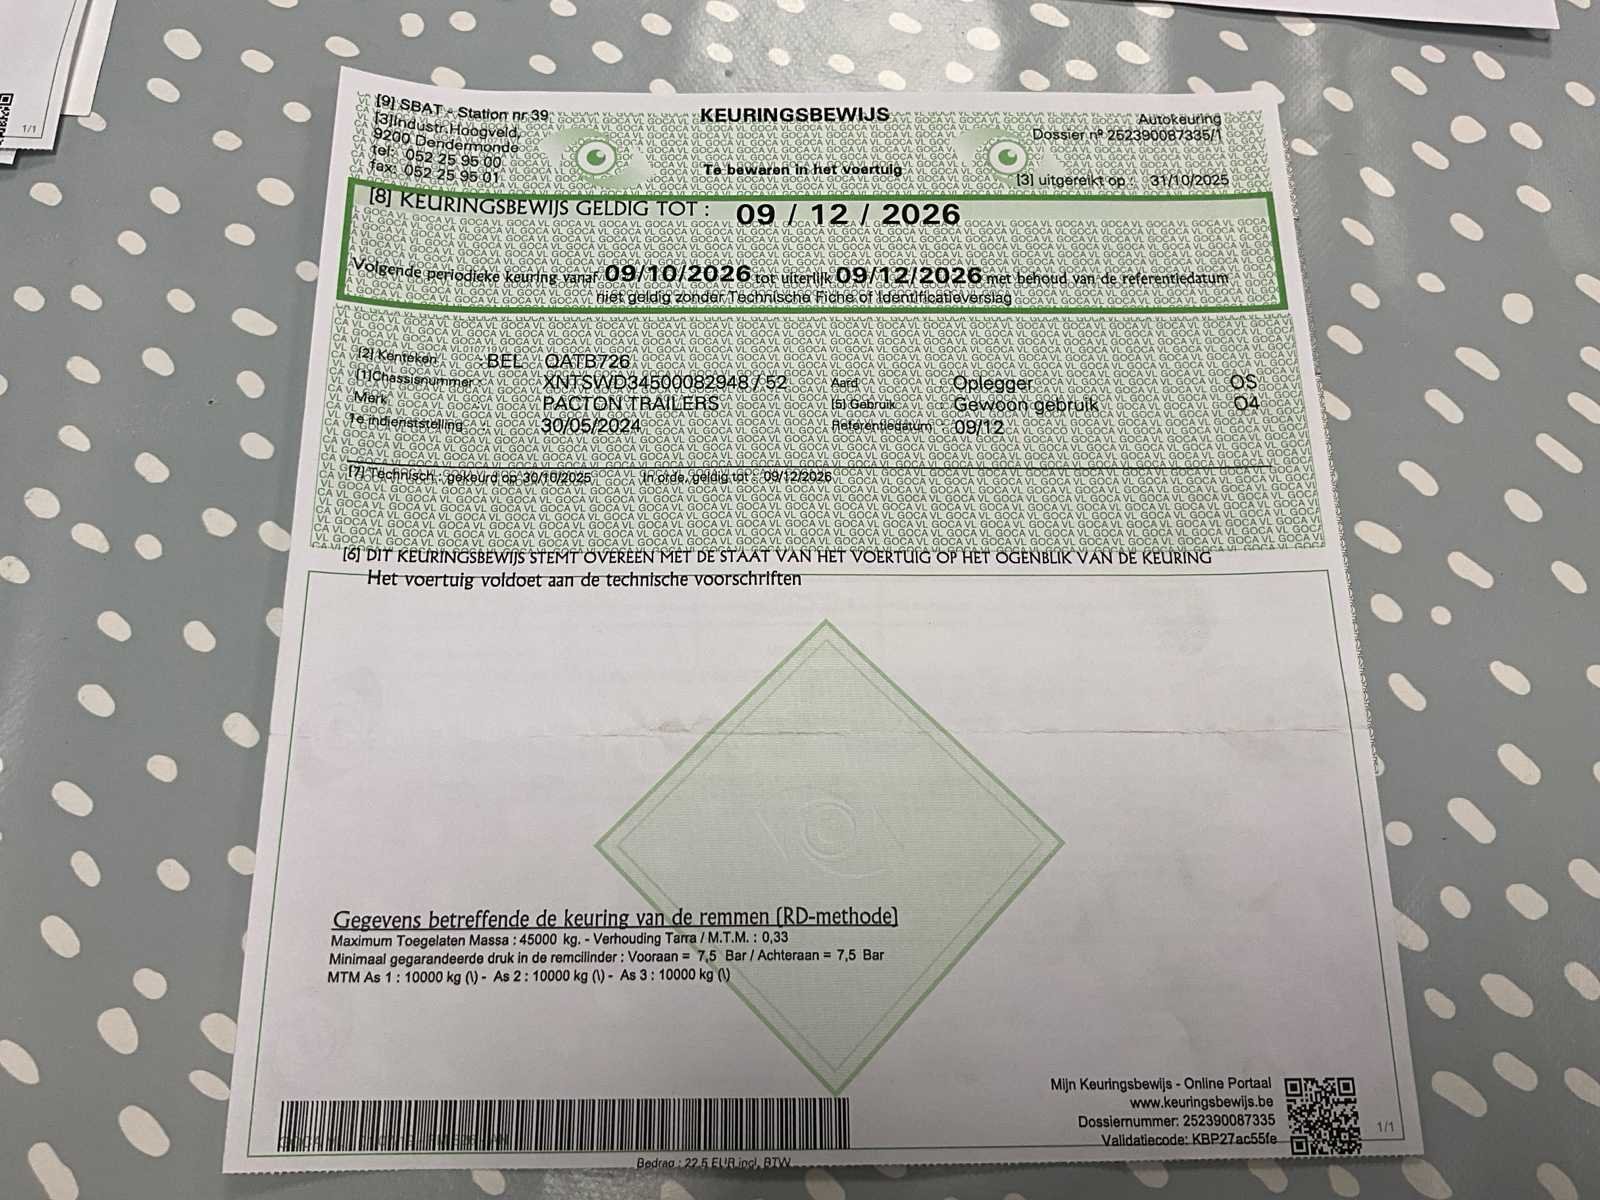 [9] SBAT - Station nr 39
[3]Industr.Hoogveld,
9200 Dendermonde
tel: 052 25 95 00
fax: 052 25 95 01
KEURINGSBEWIJS
Te bewaren in het voertuig
Autokeuring
Dossier nº 252390087335/1
[3] uitgereikt op : 31/10/2025
[8] KEURINGSBEWIJS GELDIG TOT : 09 / 12 / 2026
Volgende periodieke keuring vanaf 09/10/2026 tot uiterlijk 09/12/2026 met behoud van de referentiedatum
niet geldig zonder Technische Fiche of Identificatieverslag
[2] Kenteken : BEL QATB726
[1]Chassisnummer : XNTSWD34500082948 / 52 Aard : Oplegger OS
Merk : PACTON TRAILERS [5] Gebruik : Gewoon gebruik O4
1e indienststelling : 30/05/2024 Referentiedatum : 09/12
[7] Technisch : gekeurd op 30/10/2025 In orde, geldig tot : 09/12/2026
[6] DIT KEURINGSBEWIJS STEMT OVEREEN MET DE STAAT VAN HET VOERTUIG OP HET OGENBLIK VAN DE KEURING
Het voertuig voldoet aan de technische voorschriften
Gegevens betreffende de keuring van de remmen (RD-methode)
Maximum Toegelaten Massa : 45000 kg. - Verhouding Tarra / M.T.M. : 0,33
Minimaal gegarandeerde druk in de remcilinder : Vooraan = 7,5 Bar / Achteraan = 7,5 Bar
MTM As 1 : 10000 kg (\) - As 2 : 10000 kg (\) - As 3 : 10000 kg (\)
Mijn Keuringsbewijs - Online Portaal
www.keuringsbewijs.be
Dossiernummer: 252390087335
Validatiecode: KBP27ac55fe
1/1
Bedrag : 22,5 EUR incl. BTW
1/1